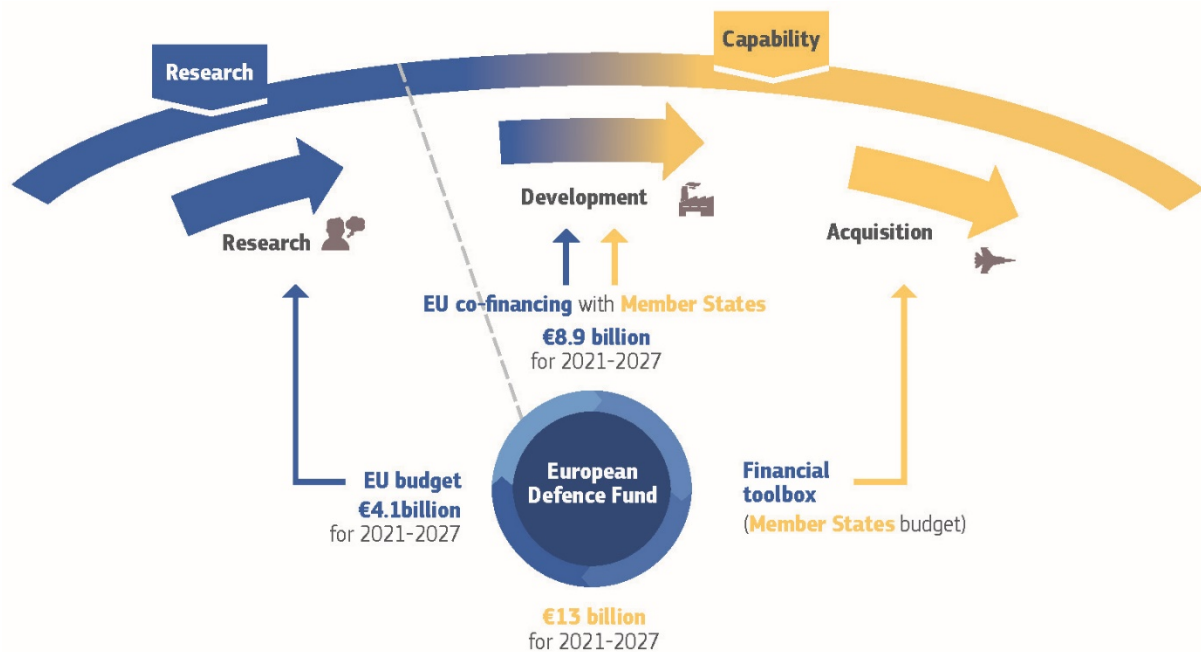 Research
Capability
Research
Development
Acquisition
EU co-financing with Member States
€8.9 billion
for 2021-2027
EU budget
€4.1billion
for 2021-2027
European
Defence Fund
Financial
toolbox
(Member States budget)
€13 billion
for 2021-2027